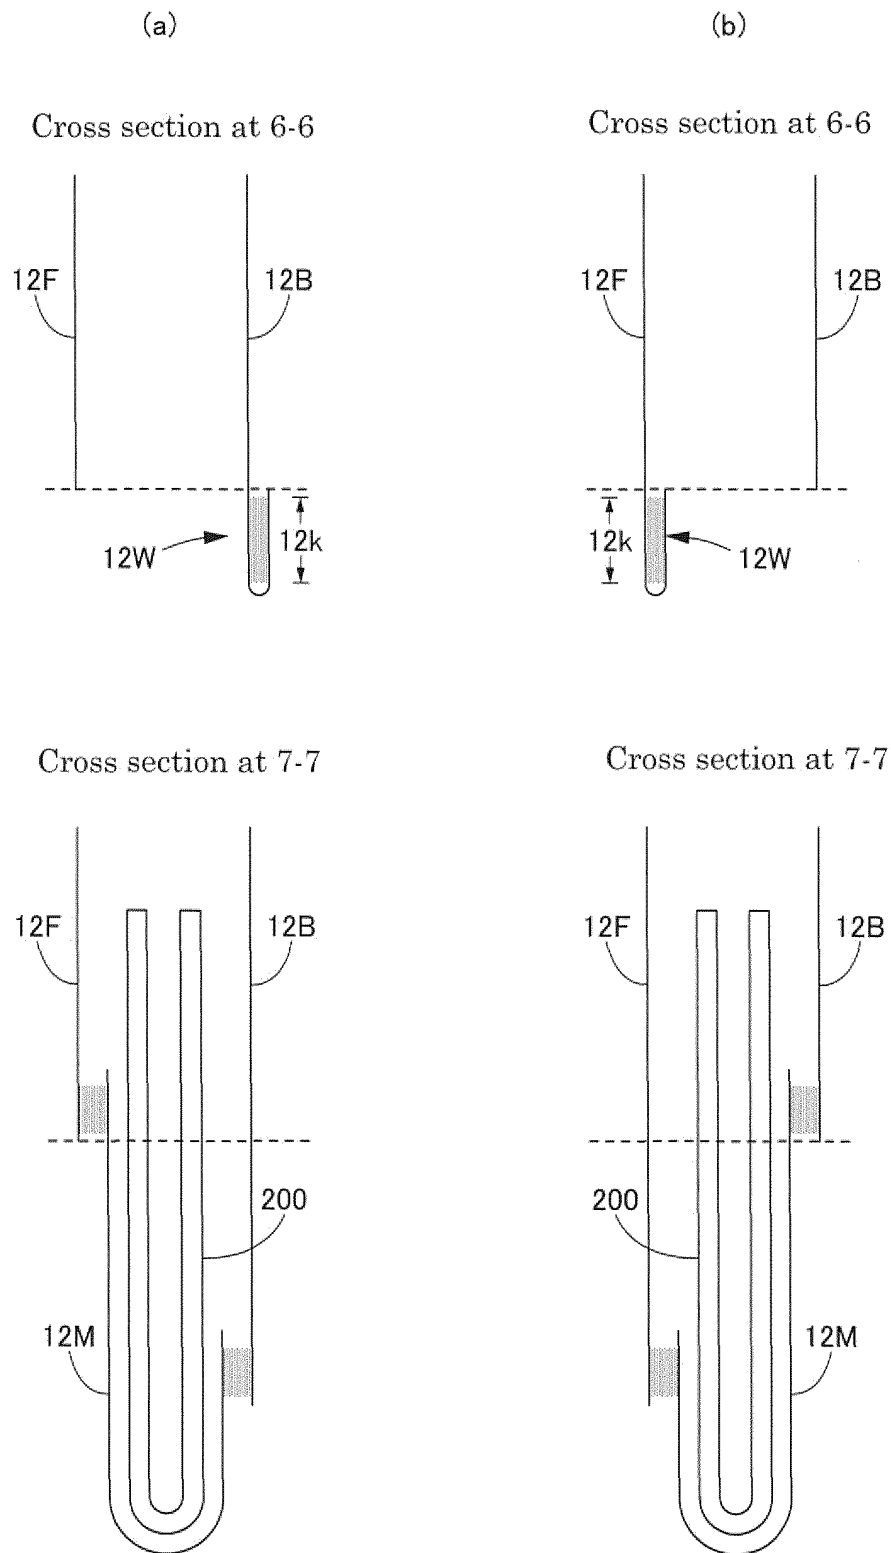 (a)
(b)
Cross section at 6-6
Cross section at 6-6
12F
12B
12F
12B
12k
12W
12k
12W
Cross section at 7-7
Cross section at 7-7
12F
12B
12F
12B
200
200
12M
12M